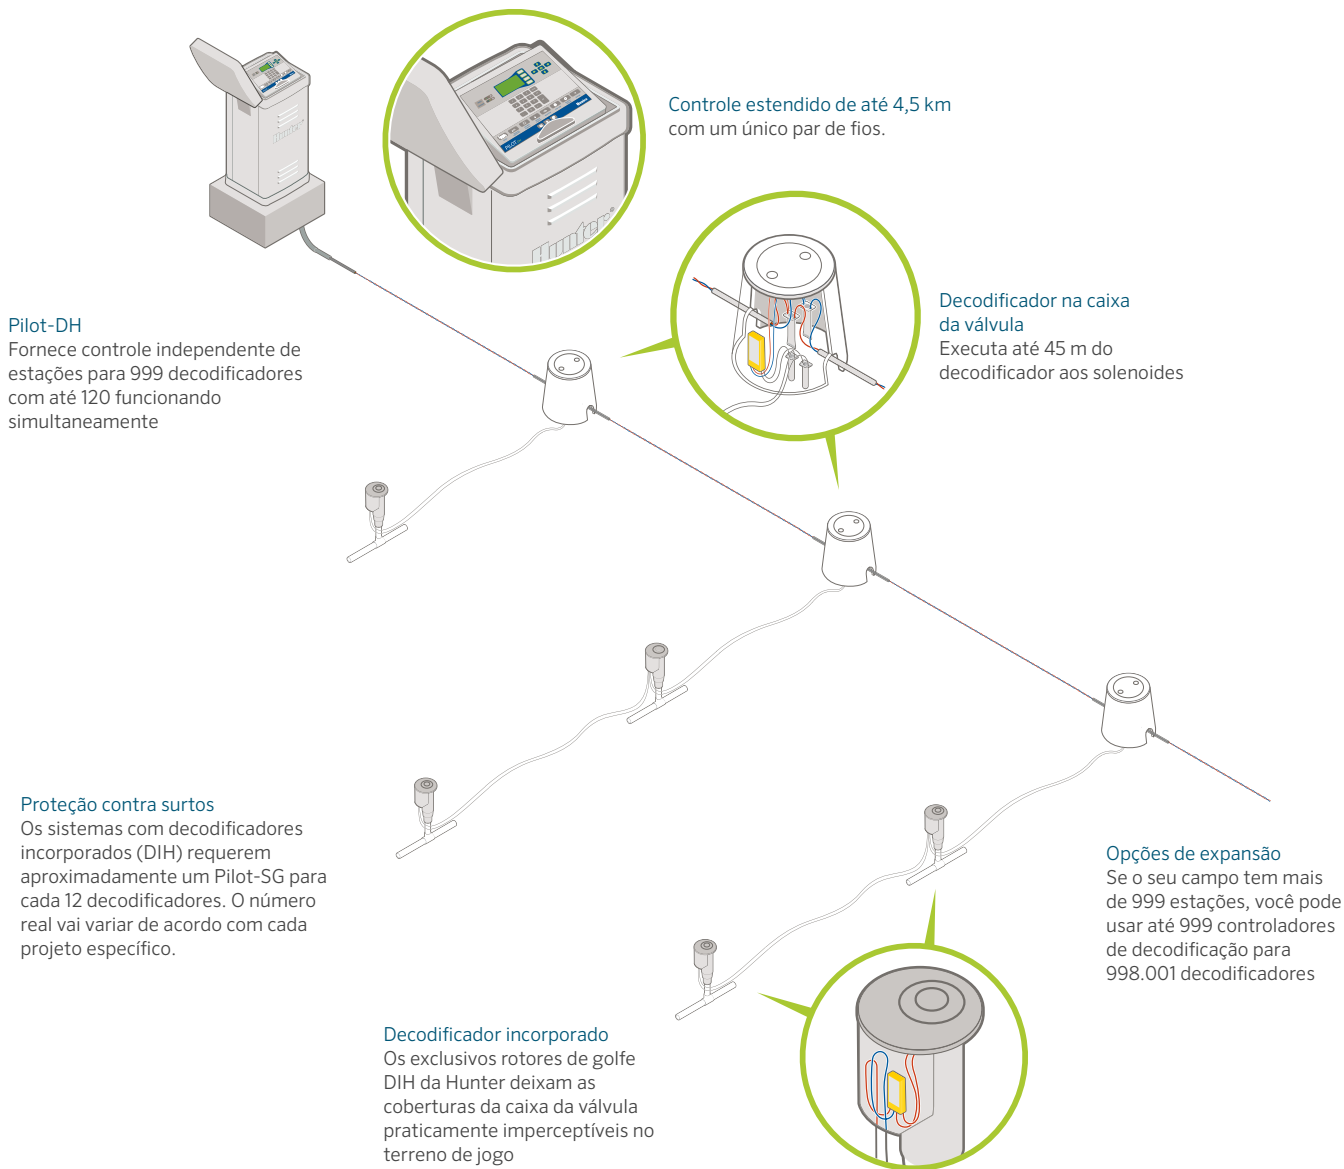 Controle estendido de até 4,5 km
com um único par de fios.
PILOT
Hunter
Hunter
Hunter®
Decodificador na caixa
da válvula
Executa até 45 m do
decodificador aos solenoides
Pilot-DH
Fornece controle independente de
estações para 999 decodificadores
com até 120 funcionando
simultaneamente
Proteção contra surtos
Os sistemas com decodificadores
incorporados (DIH) requerem
aproximadamente um Pilot-SG para
cada 12 decodificadores. O número
real vai variar de acordo com cada
projeto específico.
Opções de expansão
Se o seu campo tem mais
de 999 estações, você pode
usar até 999 controladores
de decodificação para
998.001 decodificadores
Decodificador incorporado
Os exclusivos rotores de golfe
DIH da Hunter deixam as
coberturas da caixa da válvula
praticamente imperceptíveis no
terreno de jogo